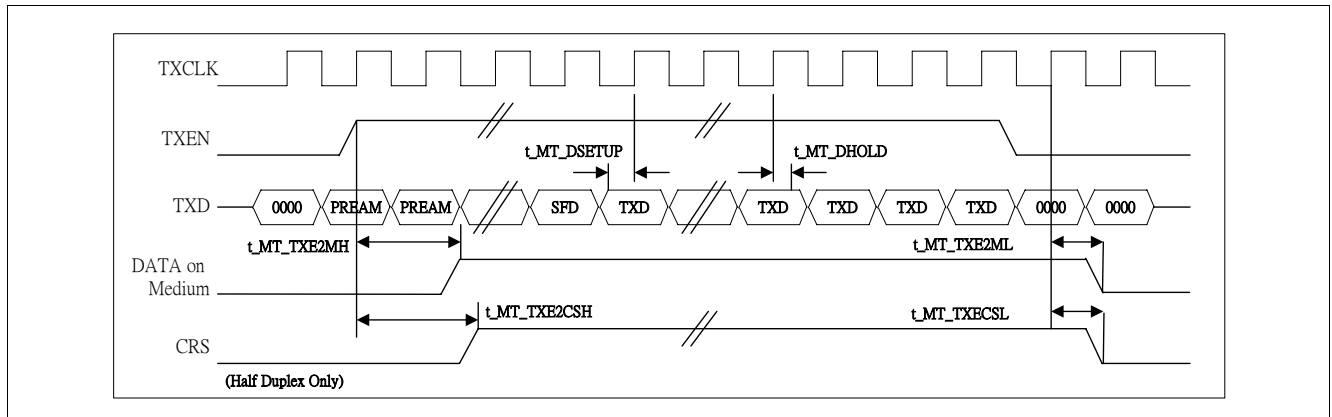 TXCLK
TXEN
t_MT_DSETUP
t_MT_DHOLD
TXD
0000 PREAM PREAM SFD TXD TXD TXD TXD TXD 0000 0000
t_MT_TXE2MH
t_MT_TXE2ML
DATA on
Medium
t_MT_TXE2CSH
t_MT_TXECSL
CRS
(Half Duplex Only)